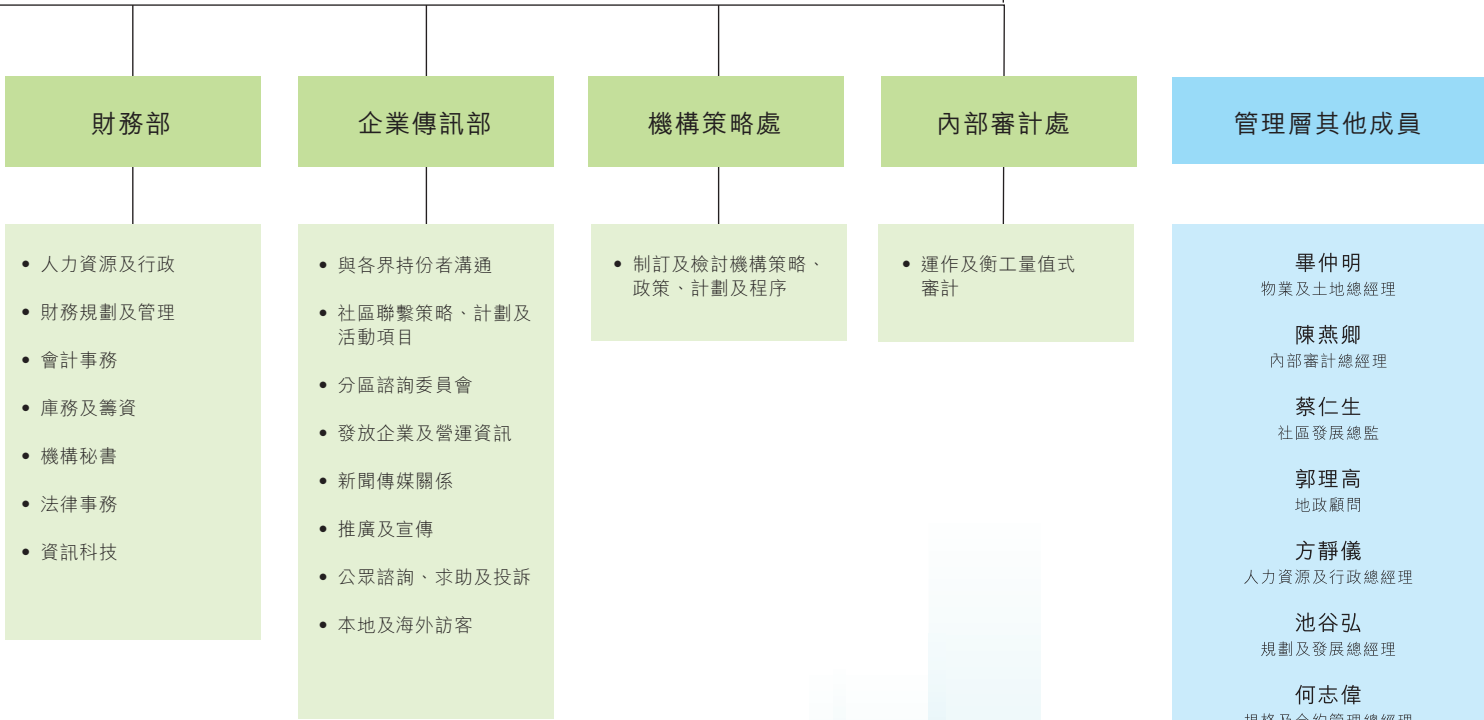 財務部
人力資源及行政
財務規劃及管理
會計事務
庫務及籌資
機構秘書
法律事務
資訊科技
企業傳訊部
與各界持份者溝通
社區聯繫策略、計劃及
活動項目
分區諮詢委員會
發放企業及營運資訊
新聞傳媒關係
推廣及宣傳
公眾諮詢、求助及投訴
本地及海外訪客
機構策略處
制訂及檢討機構策略、
政策、計劃及程序
內部審計處
運作及衡工量值式
審計
管理層其他成員
畢仲明
物業及土地總經理
陳燕卿
內部審計總經理
蔡仁生
社區發展總監
郭理高
地政顧問
方靜儀
人力資源及行政總經理
池谷弘
規劃及發展總經理
何志偉
規格及合約管理總經理